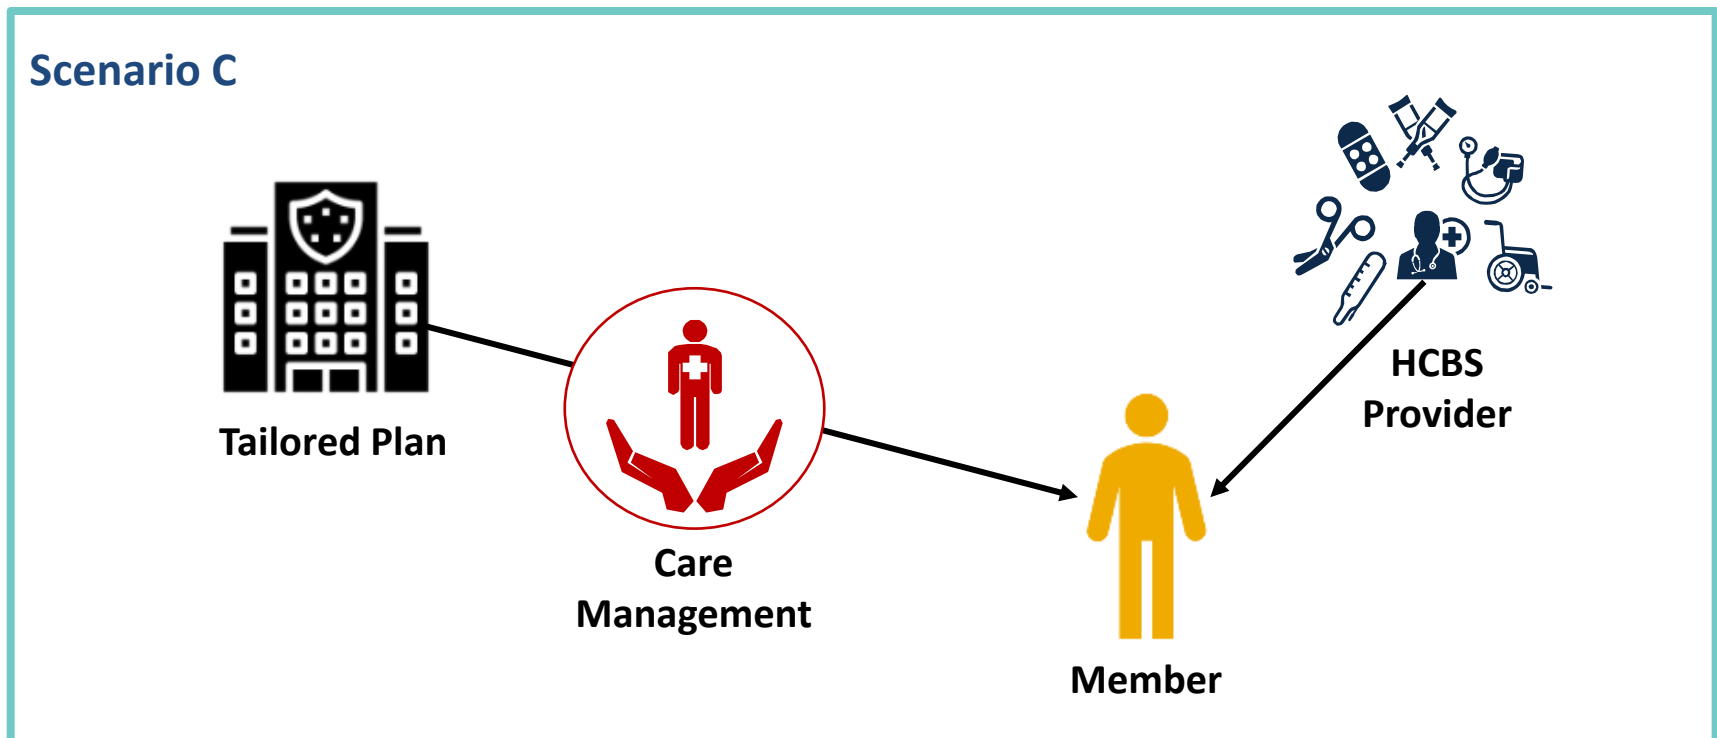 Scenario C
Tailored Plan
Care
Management
Member
HCBS
Provider